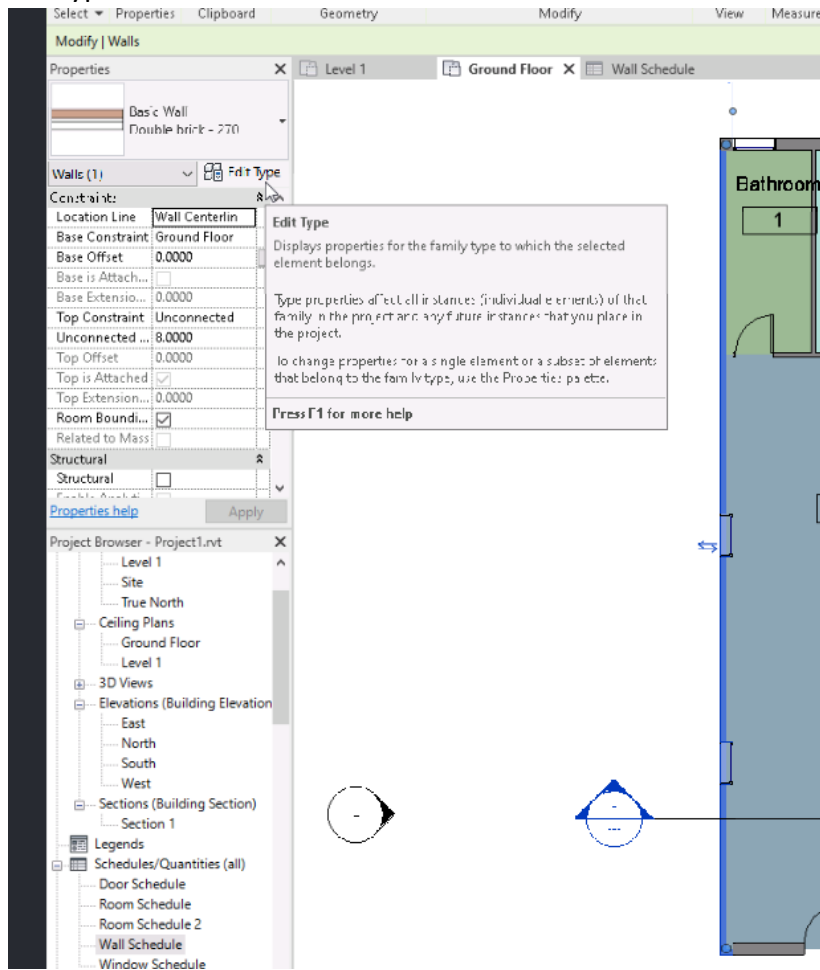 Select Properties Clipboard Geometry Modify View Measure
Modify | Walls
Properties
Level 1 Ground Floor Wall Schedule
Basic Wall
Double brick - 270
Walls (1) Edit Type
Constraints
Location Line Wall Centerlin
Base Constraint Ground Floor
Base Offset 0.0000
Base is Attach...
Base Extensio... 0.0000
Top Constraint Unconnected
Unconnected ... 8.0000
Top Offset 0.0000
Top is Attached
Top Extension... 0.0000
Room Boundi...
Related to Mass
Structural
Structural
Properties help Apply
Edit Type
Displays properties for the family type to which the selected
element belongs.
Type properties affect all instances (individual elements) of that
family in the project and any future instances that you place in
the project.
To change properties for a single element or a subset of elements
that belong to the family type, use the Properties palette.
Press F1 for more help
Bathroom
1
Project Browser - Project1.rvt
Level 1
Site
True North
Ceiling Plans
Ground Floor
Level 1
3D Views
Elevations (Building Elevation
East
North
South
West
Sections (Building Section)
Section 1
Legends
Schedules/Quantities (all)
Door Schedule
Room Schedule
Room Schedule 2
Wall Schedule
Window Schedule